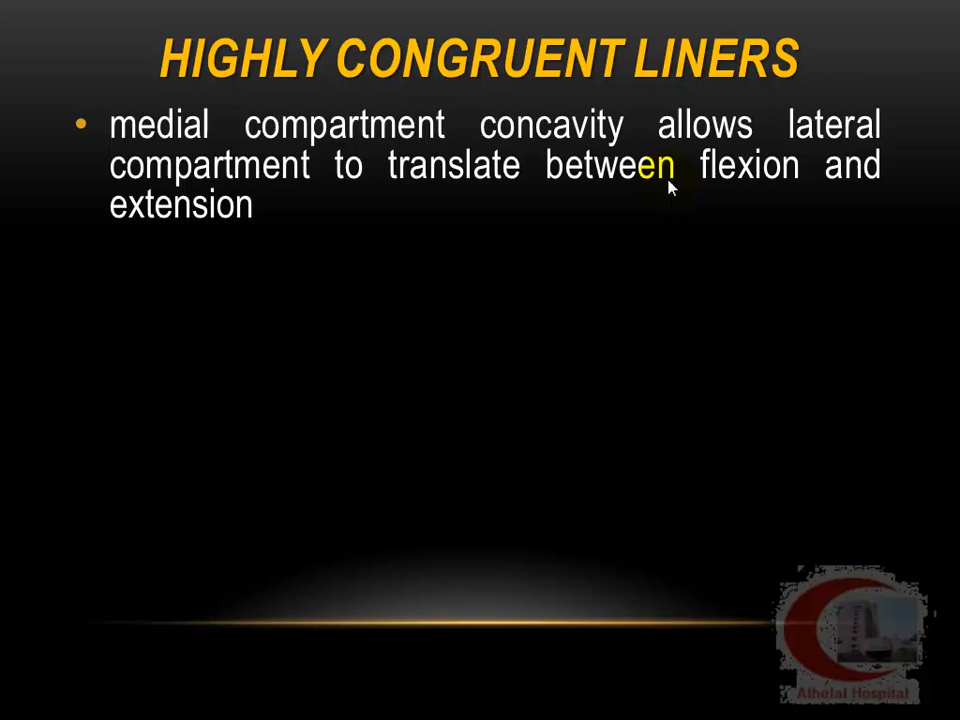 HIGHLY CONGRUENT LINERS
• medial compartment concavity allows lateral
compartment to translate between flexion and
extension
Alhelal Hospital